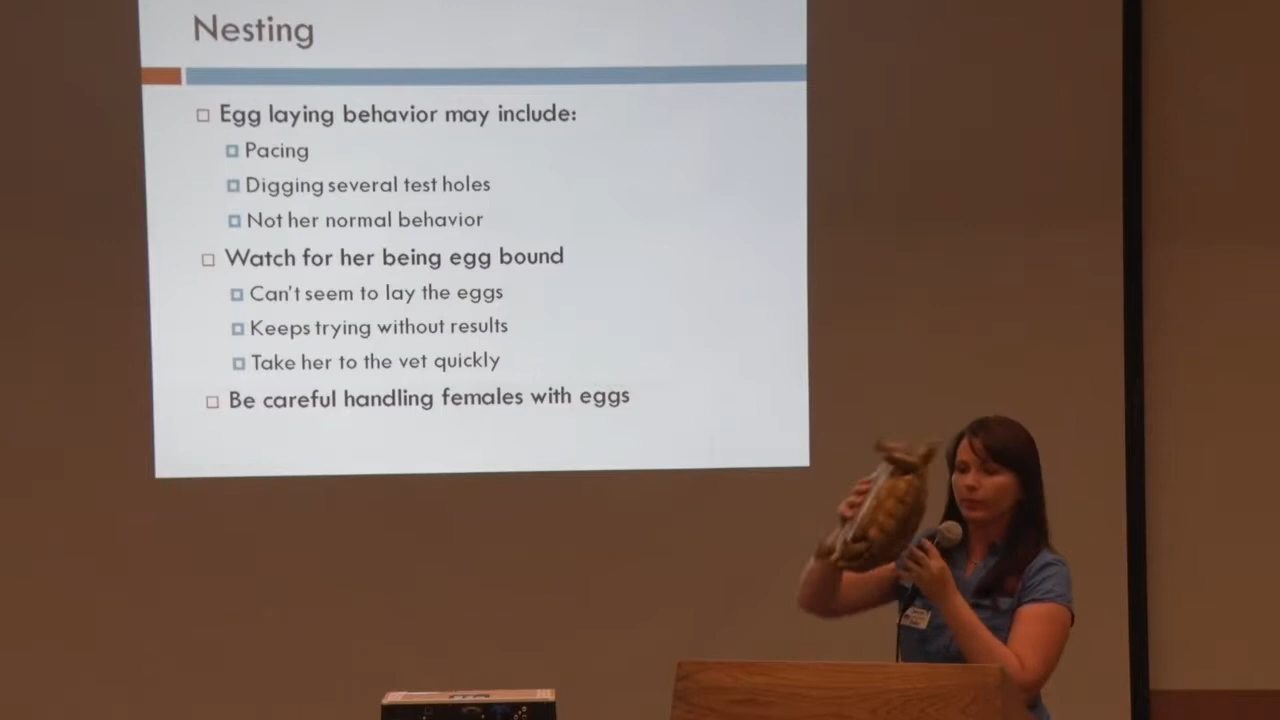 Nesting
Egg laying behavior may include:
Pacing
Digging several test holes
Not her normal behavior
Watch for her being egg bound
Can't seem to lay the eggs
Keeps trying without results
Take her to the vet quickly
Be careful handling females with eggs